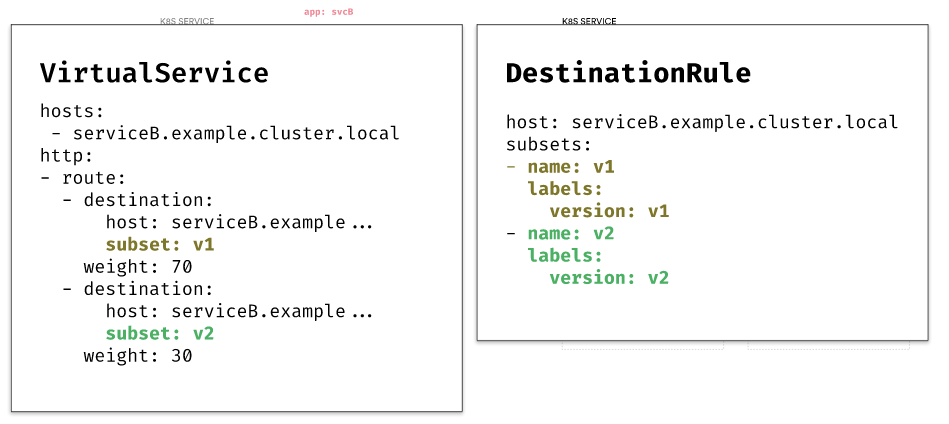 app: svcB
K8S SERVICE
K8S SERVICE
VirtualService
hosts:
 - serviceB.example.cluster.local
http:
- route:
  - destination:
      host: serviceB.example...
      subset: v1
    weight: 70
  - destination:
      host: serviceB.example...
      subset: v2
    weight: 30
DestinationRule
host: serviceB.example.cluster.local
subsets:
- name: v1
  labels:
    version: v1
- name: v2
  labels:
    version: v2